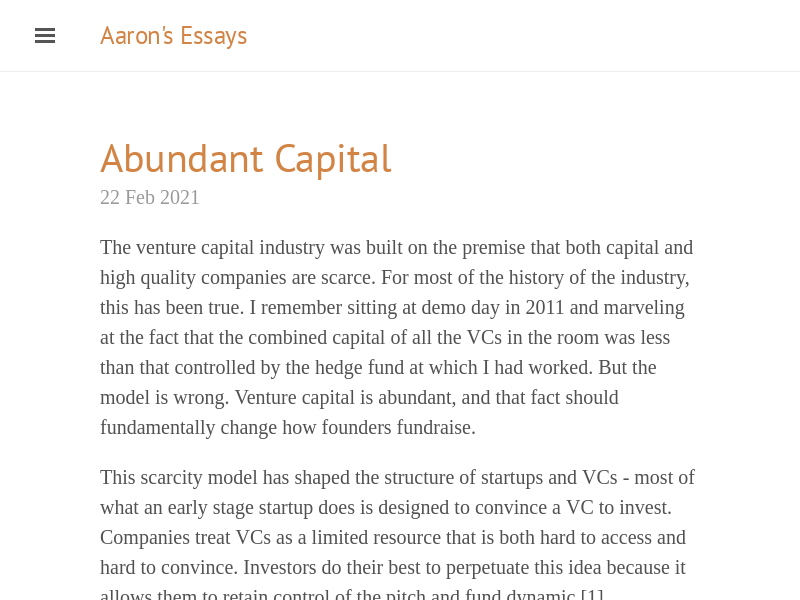 Aaron's Essays
Abundant Capital
22 Feb 2021
The venture capital industry was built on the premise that both capital and
high quality companies are scarce. For most of the history of the industry,
this has been true. I remember sitting at demo day in 2011 and marveling
at the fact that the combined capital of all the VCs in the room was less
than that controlled by the hedge fund at which I had worked. But the
model is wrong. Venture capital is abundant, and that fact should
fundamentally change how founders fundraise.
This scarcity model has shaped the structure of startups and VCs - most of
what an early stage startup does is designed to convince a VC to invest.
Companies treat VCs as a limited resource that is both hard to access and
hard to convince. Investors do their best to perpetuate this idea because it
allows them to retain control of the pitch and fund dynamic.[1]